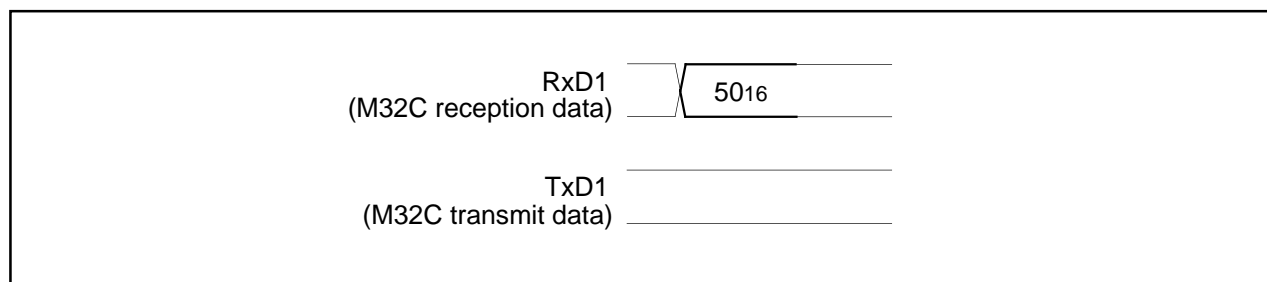 RxD1
(M32C reception data)
5016
TxD1
(M32C transmit data)